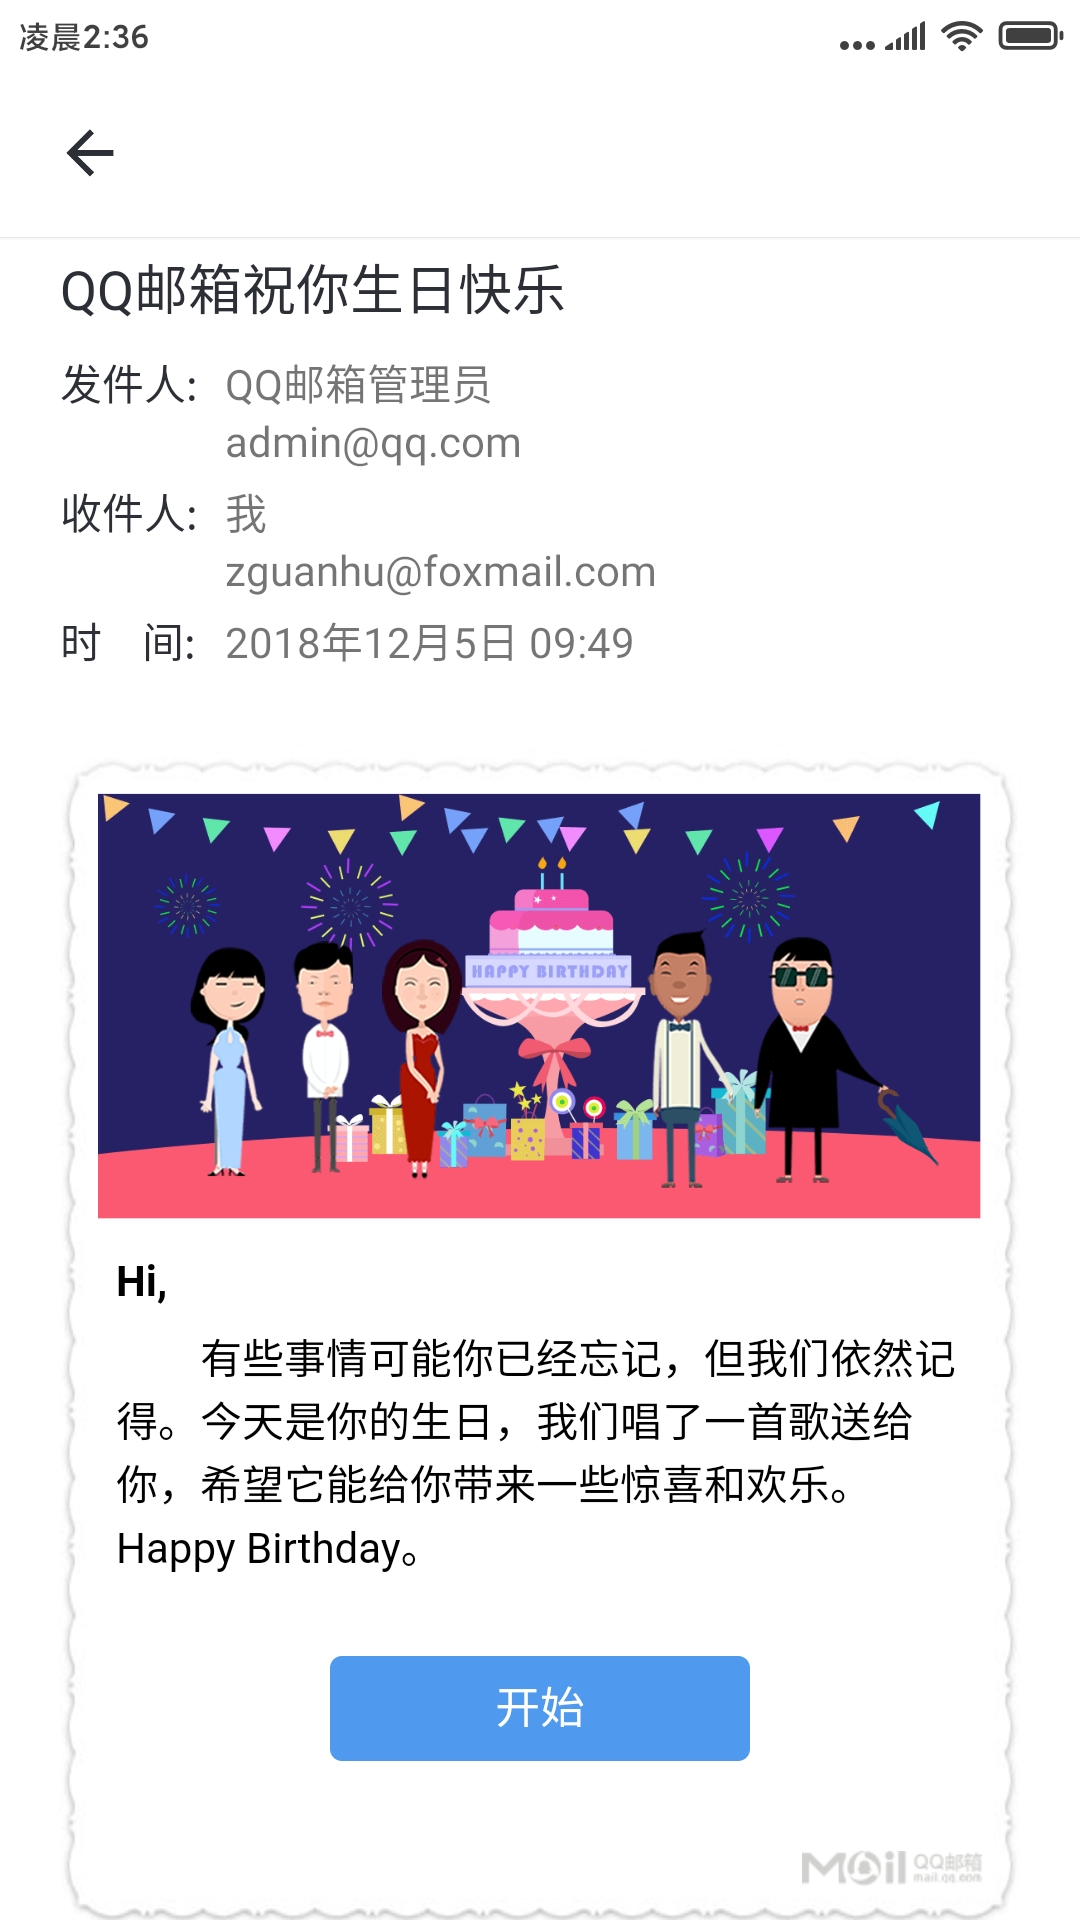 凌晨2:36
QQ邮箱祝你生日快乐
发件人: QQ邮箱管理员
admin@qq.com
收件人: 我
zguanhu@foxmail.com
时 间: 2018年12月5日 09:49
HAPPY BIRTHDAY
Hi,
有些事情可能你已经忘记，但我们依然记
得。今天是你的生日，我们唱了一首歌送给
你，希望它能给你带来一些惊喜和欢乐。
Happy Birthday。
开始
Mail QQ邮箱
mail.qq.com